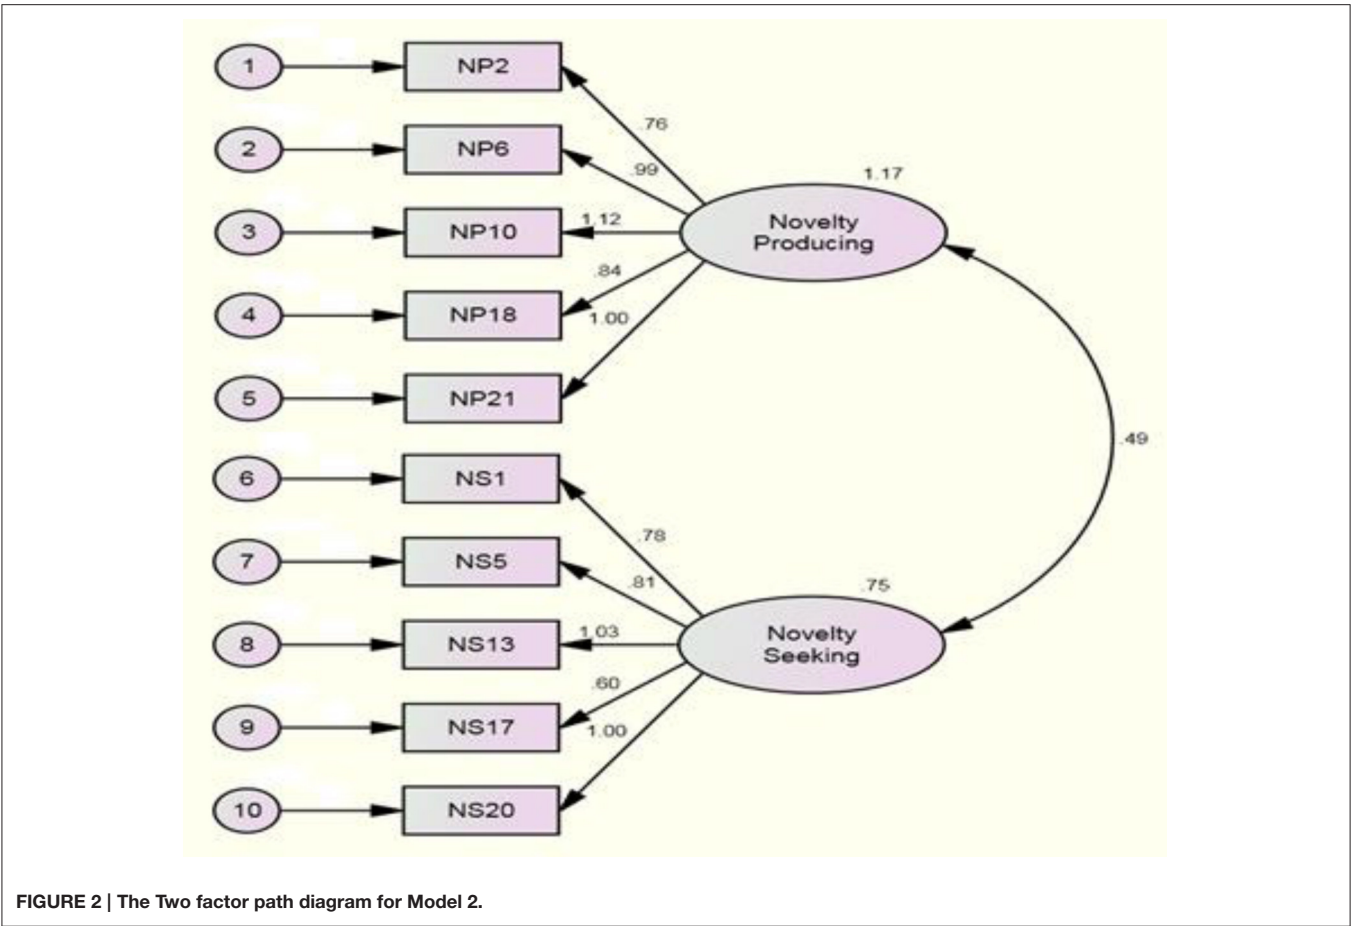 1
NP2
.76
2
NP6
.99
1.17
3
NP10
1.12
Novelty
Producing
4
NP18
.84
1.00
5
NP21
.49
6
NS1
.78
7
NS5
.81
.75
8
NS13
1.03
Novelty
Seeking
9
NS17
.60
1.00
10
NS20
FIGURE 2 | The Two factor path diagram for Model 2.